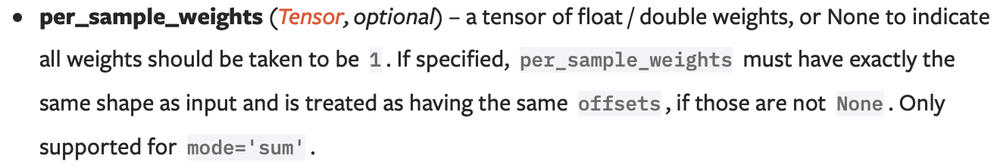 • per_sample_weights (Tensor, optional) – a tensor of float / double weights, or None to indicate
all weights should be taken to be 1. If specified, per_sample_weights must have exactly the
same shape as input and is treated as having the same offsets, if those are not None. Only
supported for mode='sum'.